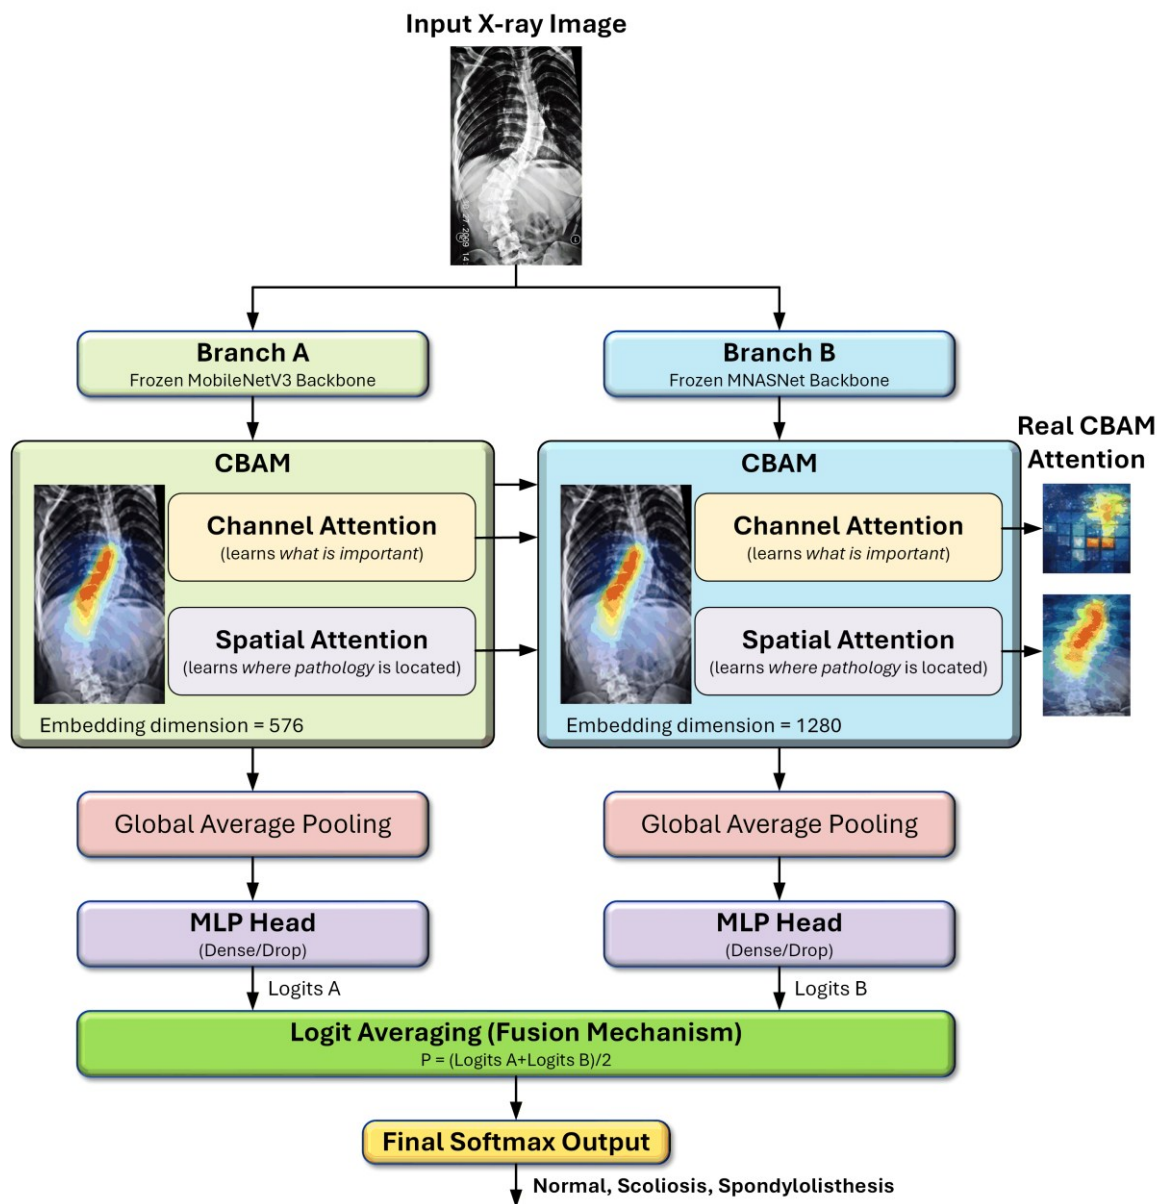 Input X-ray Image
Branch A
Frozen MobileNetV3 Backbone
Branch B
Frozen MNASNet Backbone
CBAM
Channel Attention
(learns what is important)
Spatial Attention
(learns where pathology is located)
Embedding dimension = 576
CBAM
Channel Attention
(learns what is important)
Spatial Attention
(learns where pathology is located)
Embedding dimension = 1280
Real CBAM
Attention
Global Average Pooling
Global Average Pooling
MLP Head
(Dense/Drop)
MLP Head
(Dense/Drop)
Logits A
Logits B
Logit Averaging (Fusion Mechanism)
P = (Logits A+Logits B)/2
Final Softmax Output
Normal, Scoliosis, Spondylolisthesis